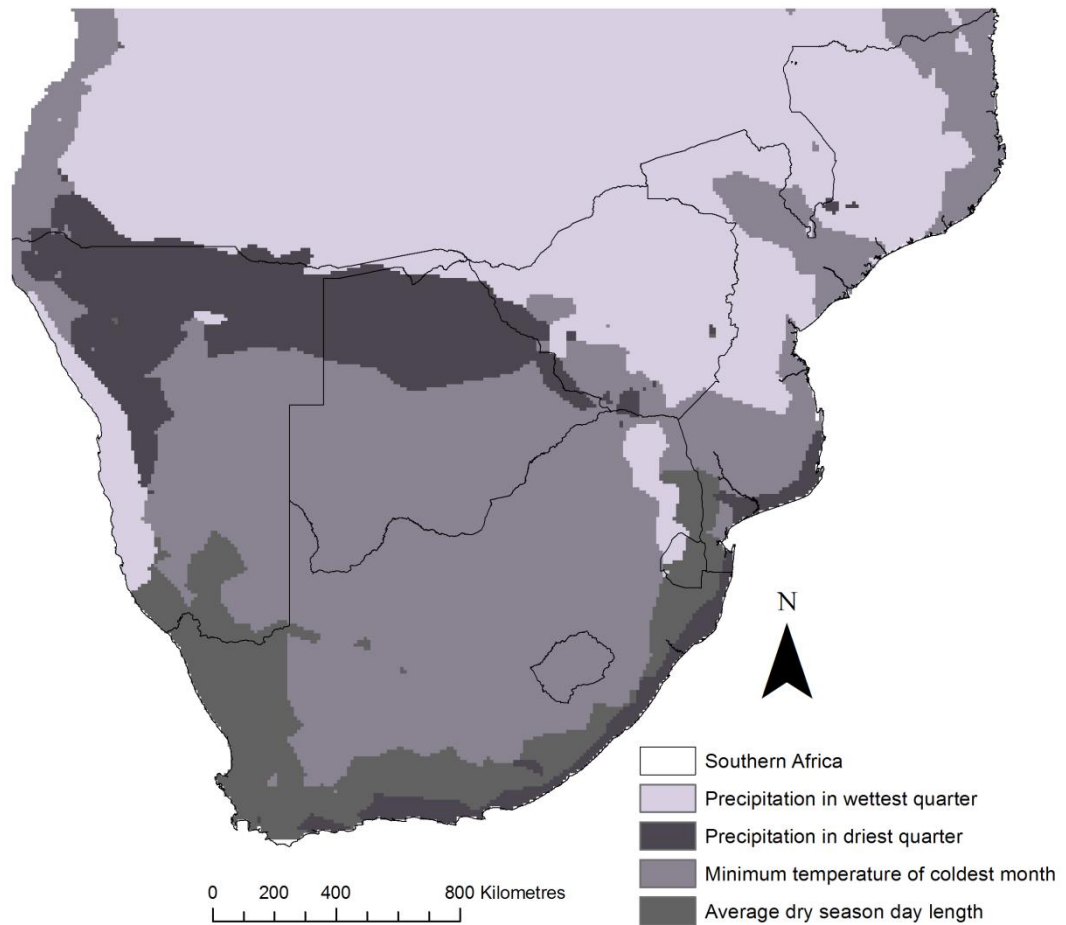 N
Southern Africa
Precipitation in wettest quarter
Precipitation in driest quarter
Minimum temperature of coldest month
Average dry season day length
0 200 400 800 Kilometres